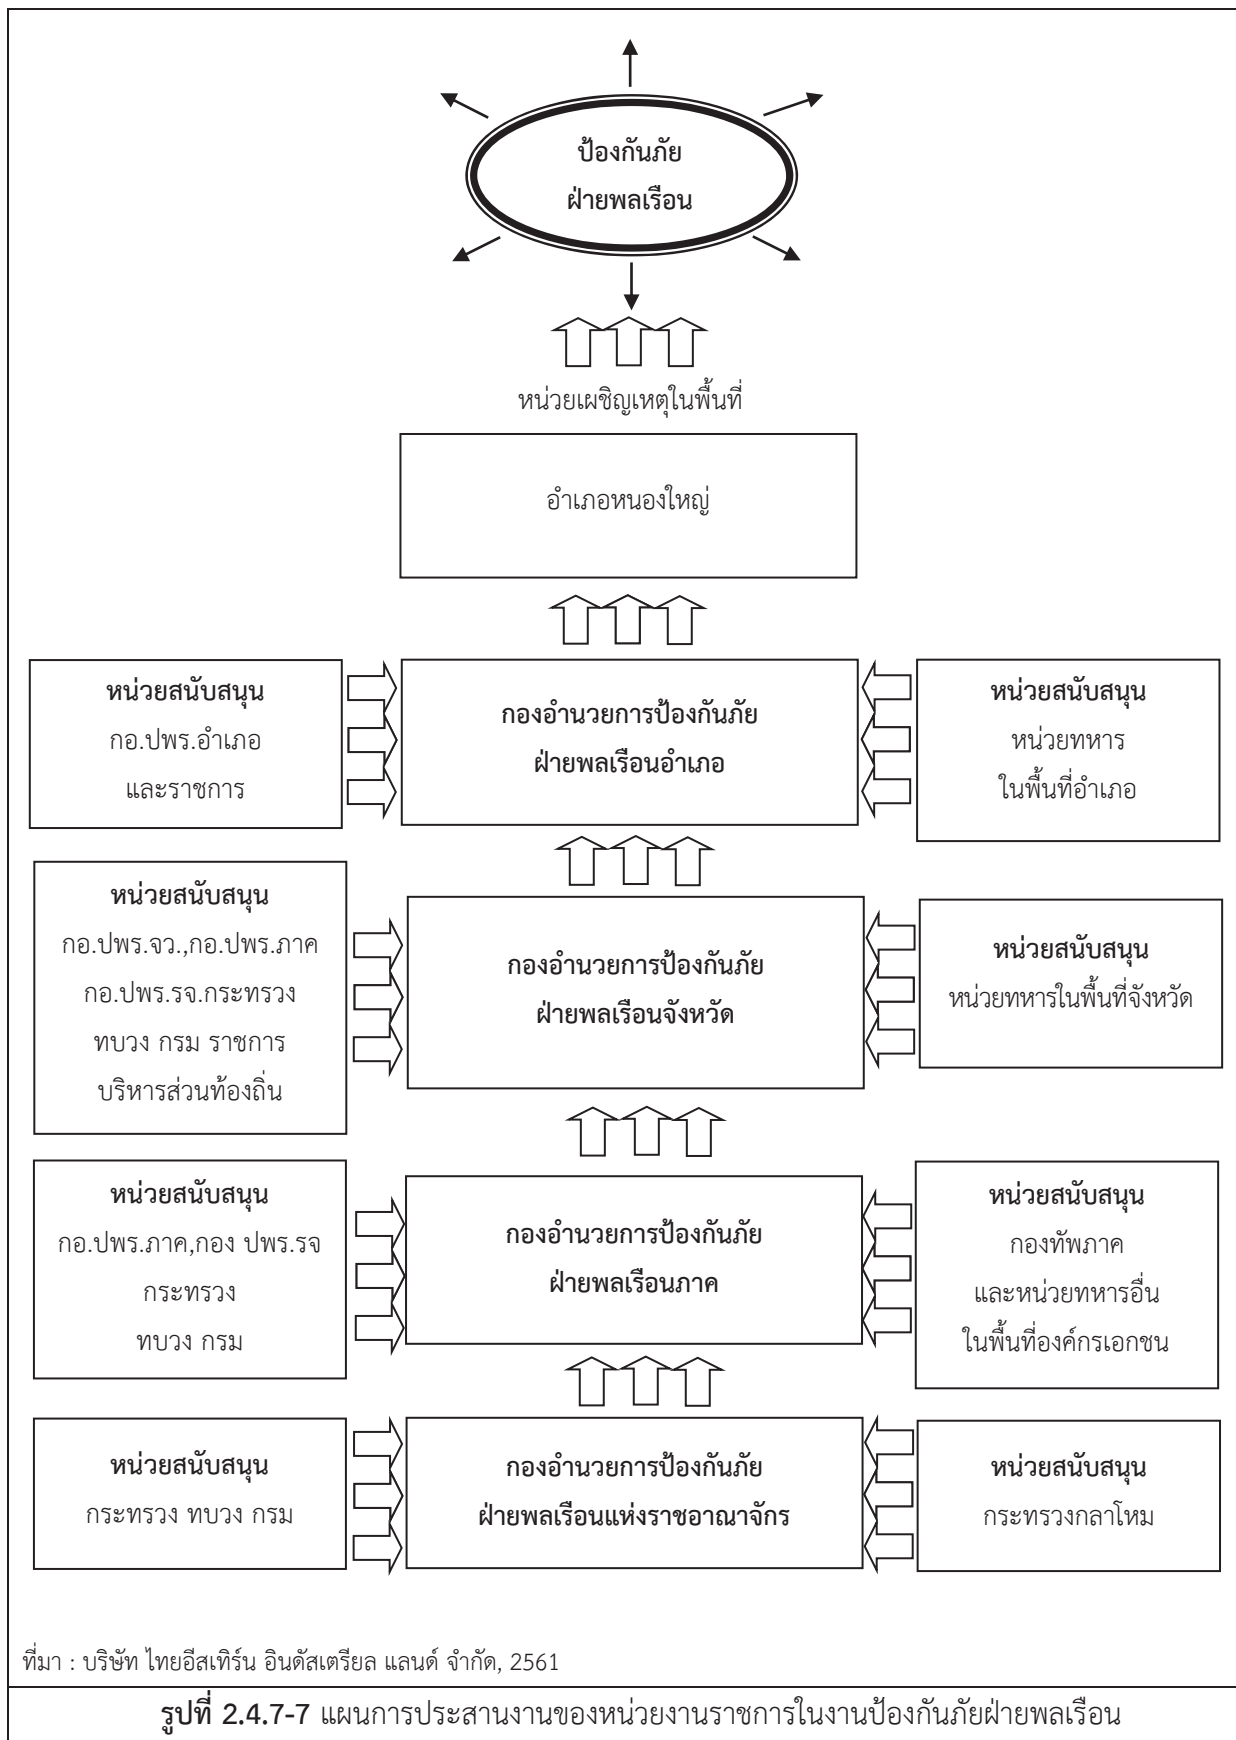 ป้องกันภัย
ฝ่ายพลเรือน
หน่วยเผชิญเหตุในพื้นที่
อำเภอหนองใหญ่
หน่วยสนับสนุน
กอ.ปพร.อำเภอ
และราชการ
กองอำนวยการป้องกันภัย
ฝ่ายพลเรือนอำเภอ
หน่วยสนับสนุน
หน่วยทหาร
ในพื้นที่อำเภอ
หน่วยสนับสนุน
กอ.ปพร.จว.,กอ.ปพร.ภาค
กอ.ปพร.รจ.กระทรวง
ทบวง กรม ราชการ
บริหารส่วนท้องถิ่น
กองอำนวยการป้องกันภัย
ฝ่ายพลเรือนจังหวัด
หน่วยสนับสนุน
หน่วยทหารในพื้นที่จังหวัด
หน่วยสนับสนุน
กอ.ปพร.ภาค,กอง ปพร.รจ
กระทรวง
ทบวง กรม
กองอำนวยการป้องกันภัย
ฝ่ายพลเรือนภาค
หน่วยสนับสนุน
กองทัพภาค
และหน่วยทหารอื่น
ในพื้นที่องค์กรเอกชน
หน่วยสนับสนุน
กระทรวง ทบวง กรม
กองอำนวยการป้องกันภัย
ฝ่ายพลเรือนแห่งราชอาณาจักร
หน่วยสนับสนุน
กระทรวงกลาโหม
ที่มา : บริษัท ไทยอีสเทิร์น อินดัสเตรียล แลนด์ จำกัด, 2561
รูปที่ 2.4.7-7 แผนการประสานงานของหน่วยงานราชการในงานป้องกันภัยฝ่ายพลเรือน